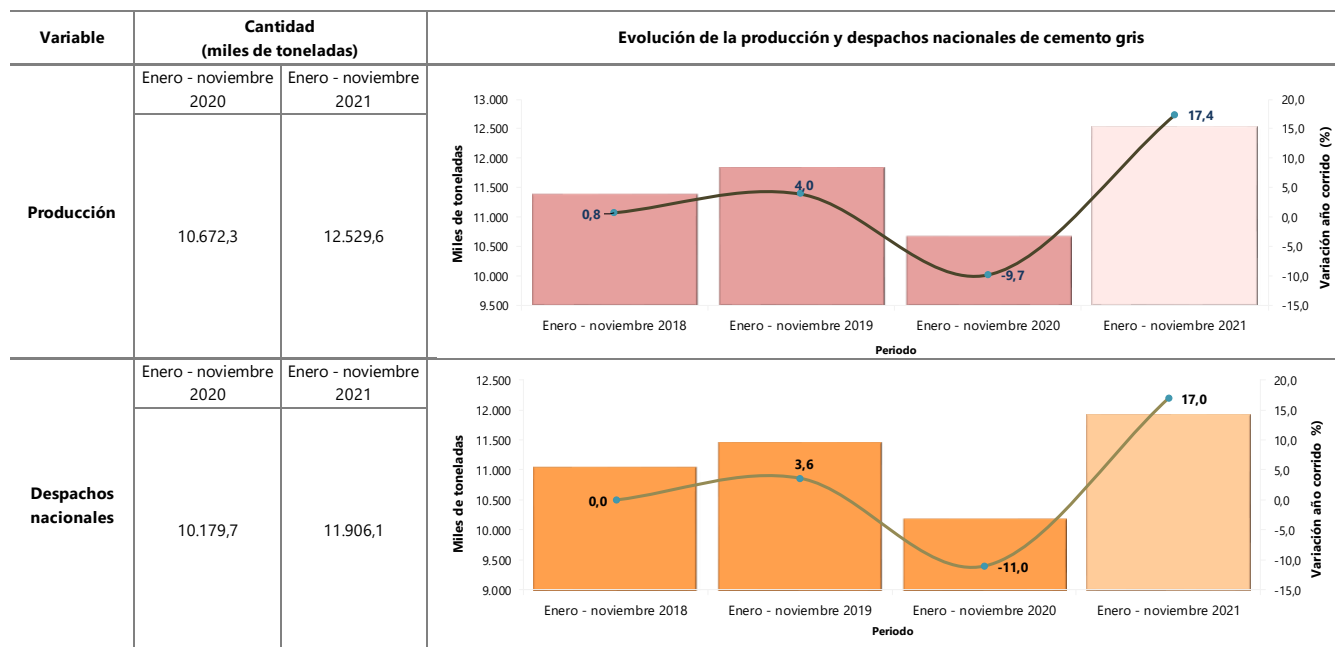 Variable
Cantidad
(miles de toneladas)
Evolución de la producción y despachos nacionales de cemento gris
Producción
Enero - noviembre
2020
Enero - noviembre
2021
10.672,3
12.529,6
Miles de toneladas
13.000
12.500
12.000
11.500
11.000
10.500
10.000
9.500
0,8
4,0
-9,7
17,4
20,0
15,0
10,0
5,0
0,0
-5,0
-10,0
-15,0
Variación año corrido (%)
Enero - noviembre 2018
Enero - noviembre 2019
Enero - noviembre 2020
Enero - noviembre 2021
Periodo
Despachos
nacionales
Enero - noviembre
2020
Enero - noviembre
2021
10.179,7
11.906,1
Miles de toneladas
12.500
12.000
11.500
11.000
10.500
10.000
9.500
9.000
0,0
3,6
-11,0
17,0
20,0
15,0
10,0
5,0
0,0
-5,0
-10,0
-15,0
Variación año corrido %)
Enero - noviembre 2018
Enero - noviembre 2019
Enero - noviembre 2020
Enero - noviembre 2021
Periodo